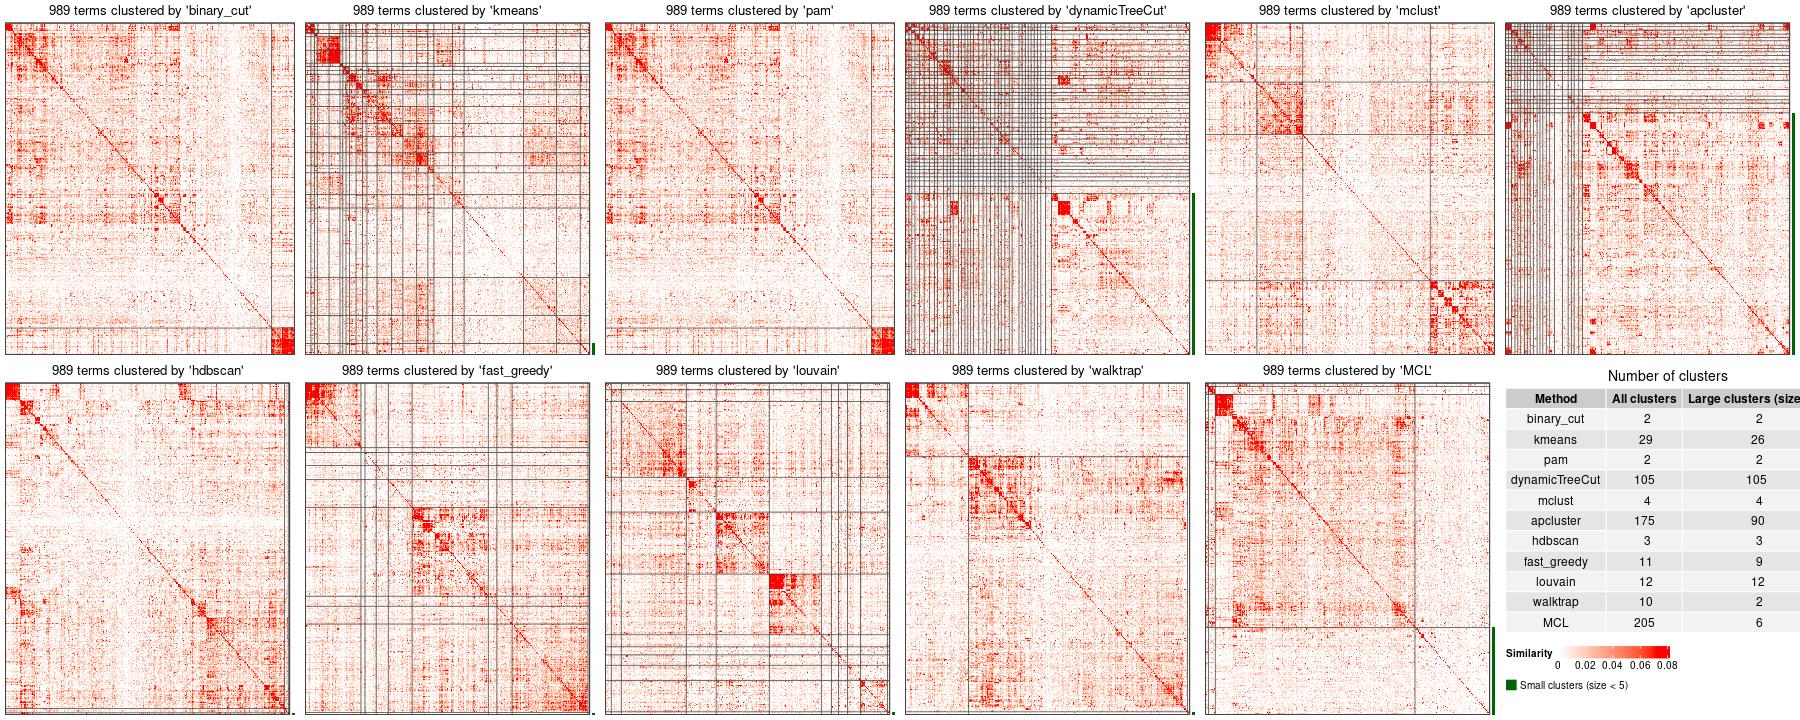 989 terms clustered by 'binary_cut'
989 terms clustered by 'kmeans'
989 terms clustered by 'pam'
989 terms clustered by 'dynamicTreeCut'
989 terms clustered by 'mclust'
989 terms clustered by 'apcluster'
989 terms clustered by 'hdbscan'
989 terms clustered by 'fast_greedy'
989 terms clustered by 'louvain'
989 terms clustered by 'walktrap'
989 terms clustered by 'MCL'
Number of clusters
Method All clusters Large clusters (size
binary_cut 2 2
kmeans 29 26
pam 2 2
dynamicTreeCut 105 105
mclust 4 4
apcluster 175 90
hdbscan 3 3
fast_greedy 11 9
louvain 12 12
walktrap 10 2
MCL 205 6
Similarity
0 0.02 0.04 0.06 0.08
Small clusters (size < 5)